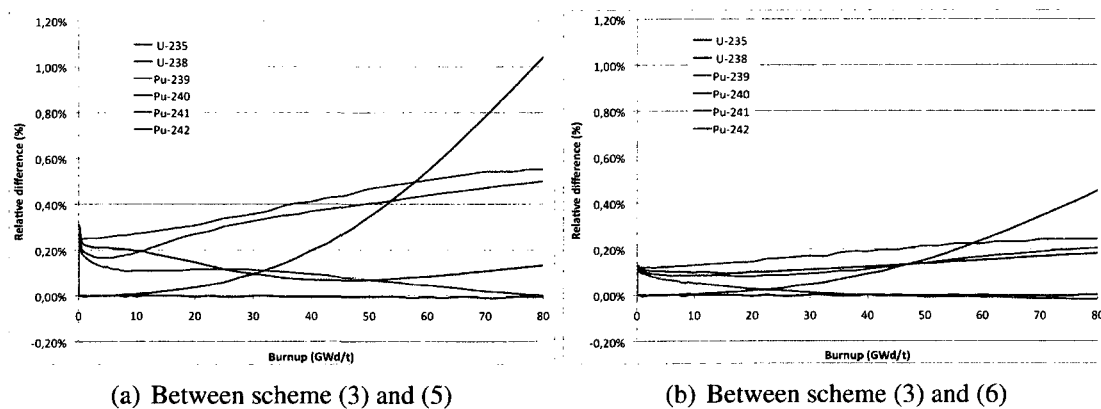 1,20%
1,00%
0,80%
0,60%
0,40%
0,20%
0,00%
-0,20%
Relative difference (%)
U-235
U-238
Pu-239
Pu-240
Pu-241
Pu-242
0 10 20 30 40 50 60 70 80
Burnup (GWd/t)
(a) Between scheme (3) and (5)
1,20%
1,00%
0,80%
0,60%
0,40%
0,20%
0,00%
-0,20%
Relative difference (%)
U-235
U-238
Pu-239
Pu-240
Pu-241
Pu-242
0 10 20 30 40 50 60 70 80
Burnup (GWd/t)
(b) Between scheme (3) and (6)